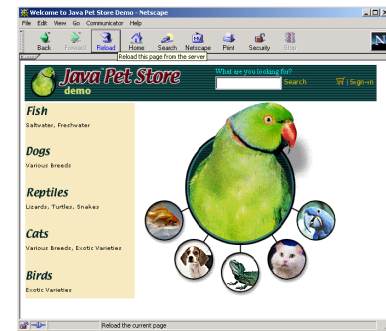 Welcome to Java Pet Store Demo - Netscape
File Edit View Go Communicator Help
Back Forward Reload Home Search Netscape Print Security Stop
N
Reload this page from the server
Java Pet Store
demo
What are you looking for?
Search
| Sign-in
Fish
Saltwater, Freshwater
Dogs
Various Breeds
Reptiles
Lizards, Turtles, Snakes
Cats
Various Breeds, Exotic Varieties
Birds
Exotic Varieties
Reload the current page